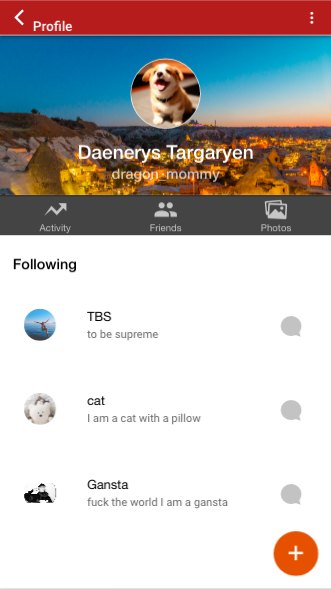 Profile
Daenerys Targaryen
dragon-mommy
Activity Friends Photos
Following
TBS
to be supreme
cat
I am a cat with a pillow
Gansta
fuck the world I am a gansta